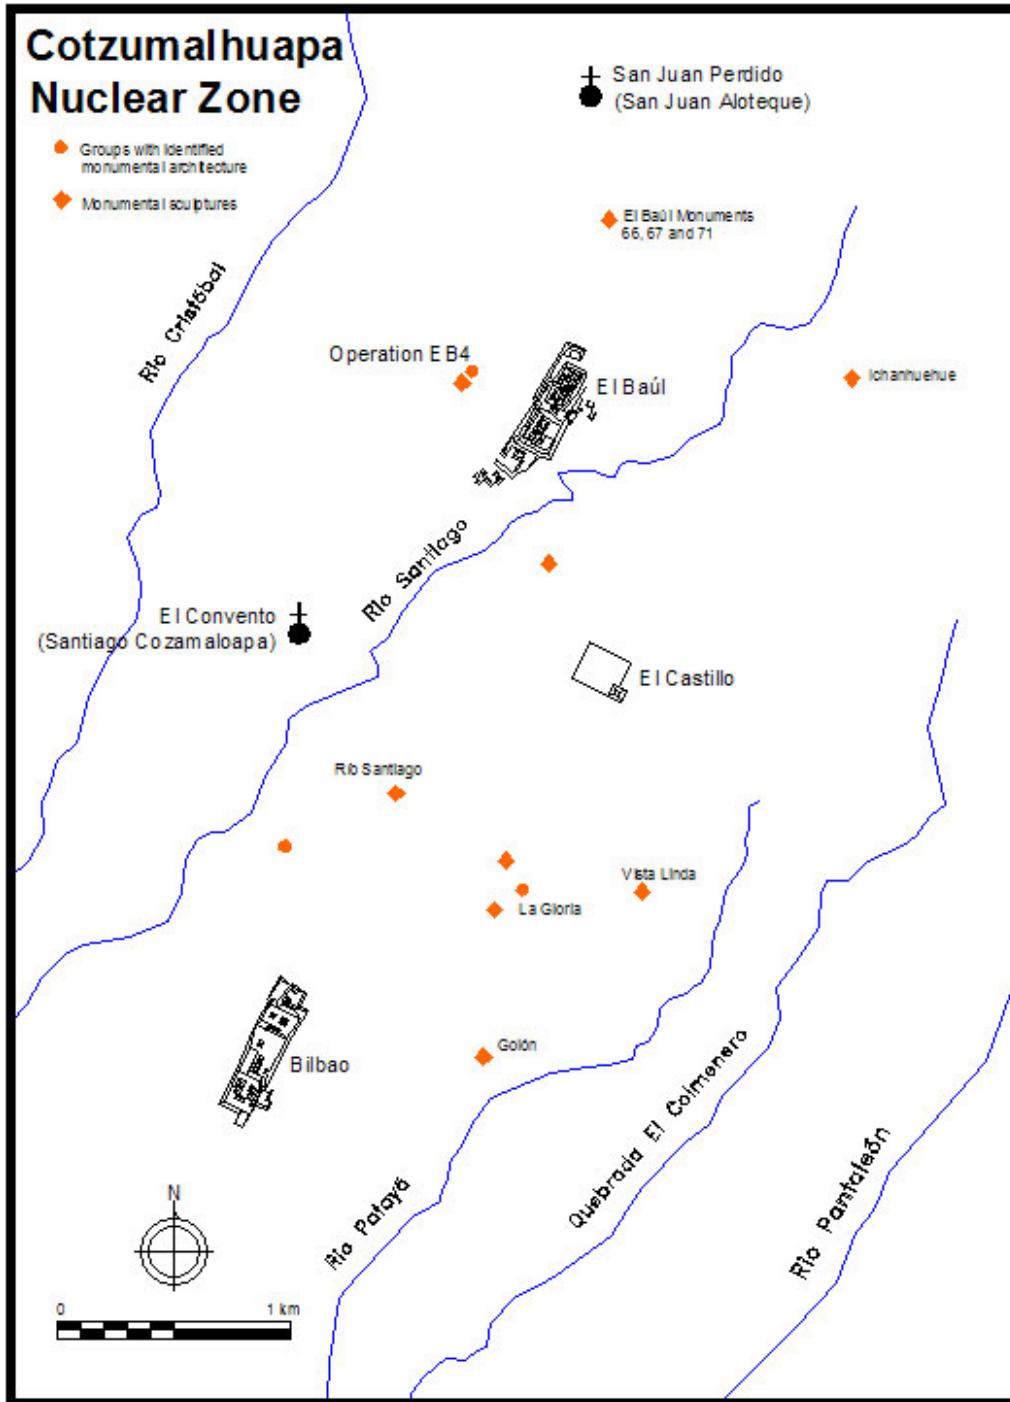 Cotzumalhuapa
Nuclear Zone
Groups with identified
monumental architecture
Monumental sculptures
San Juan Perdido
(San Juan Aloteque)
El Baúl Monuments
66, 67 and 71
Río Cristóbal
Operation EB4
El Baúl
Ichanhuehue
Río Santiago
El Convento
(Santiago Cozamaloapa)
El Castillo
Río Santiago
Vista Linda
La Gloria
Golón
Bilbao
Río Patayá
Quebrada El Colmenero
Río Pantaleón
N
0 1 km